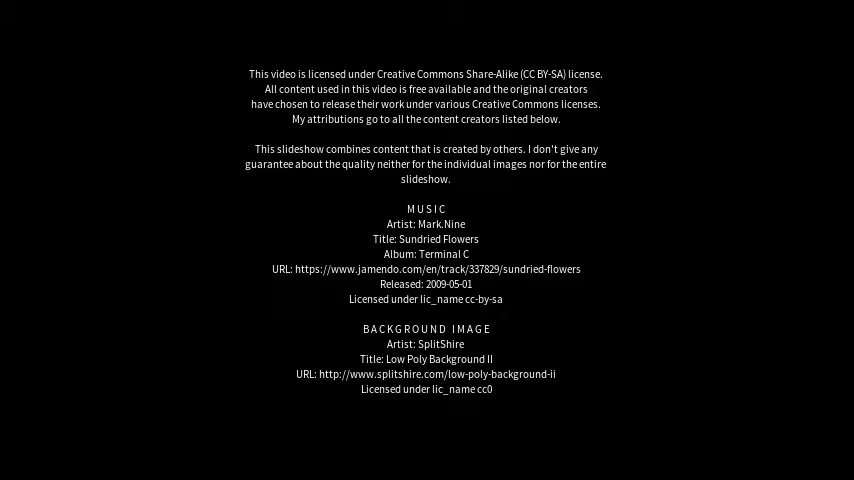 This video is licensed under Creative Commons Share-Alike (CC BY-SA) license.
All content used in this video is free available and the original creators
have chosen to release their work under various Creative Commons licenses.
My attributions go to all the content creators listed below.
This slideshow combines content that is created by others. I don't give any
guarantee about the quality neither for the individual images nor for the entire
slideshow.
MUSIC
Artist: Mark.Nine
Title: Sundried Flowers
Album: Terminal C
URL: https://www.jamendo.com/en/track/337829/sundried-flowers
Released: 2009-05-01
Licensed under lic_name cc-by-sa
BACKGROUND IMAGE
Artist: SplitShire
Title: Low Poly Background II
URL: http://www.splitshire.com/low-poly-background-ii
Licensed under lic_name cc0